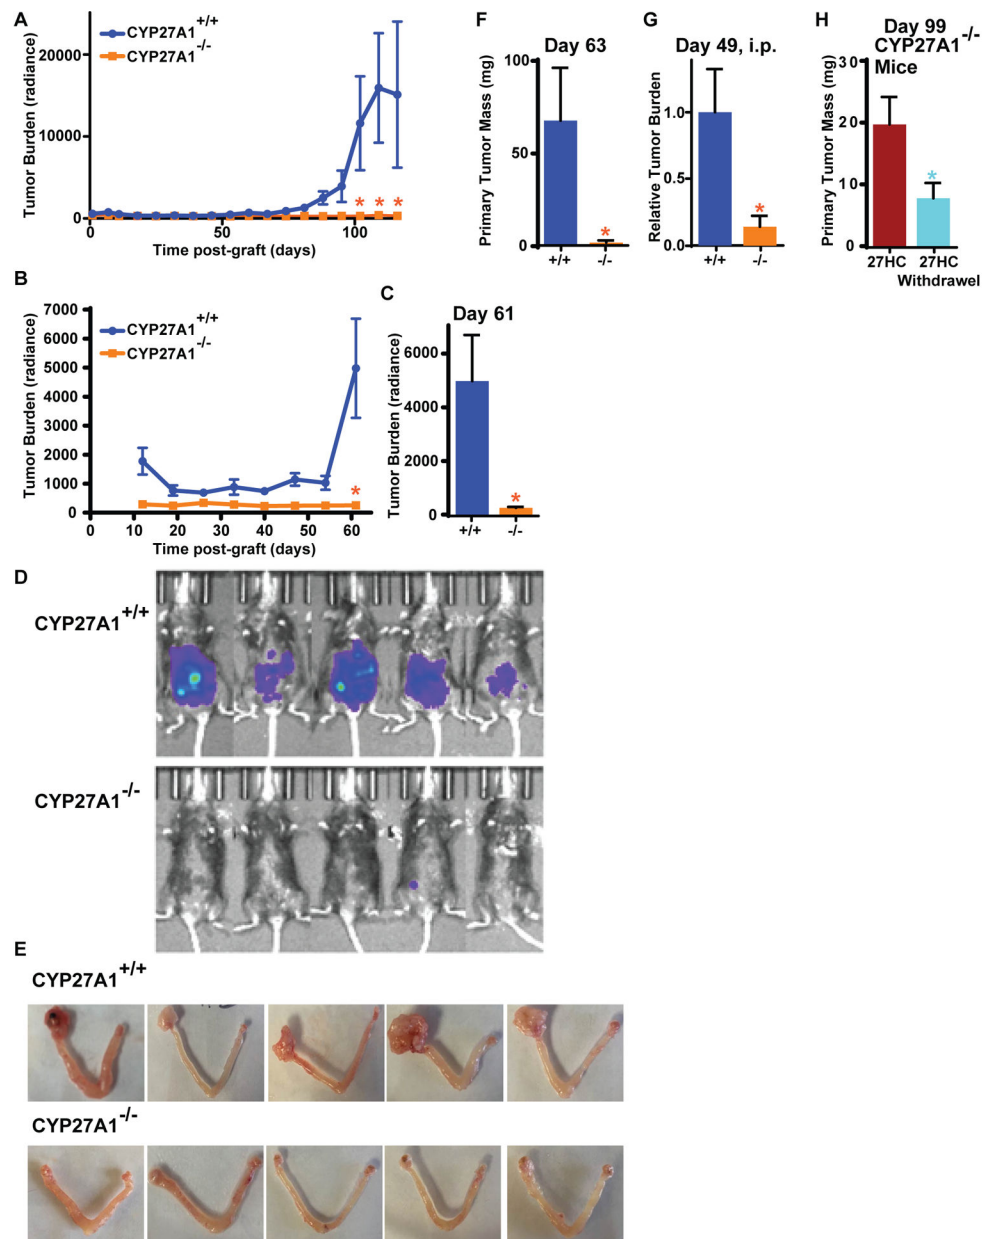 A
CYP27A1+/+
CYP27A1-/-
Tumor Burden (radiance)
20000
10000
0
0 50 100
* * *
Time post-graft (days)
B
CYP27A1+/+
CYP27A1-/-
Tumor Burden (radiance)
7000
6000
5000
4000
3000
2000
1000
0
0 10 20 30 40 50 60
*
Time post-graft (days)
C
Day 61
Tumor Burden (radiance)
6000
4000
2000
0
*
+/+ -/-
D
CYP27A1+/+
CYP27A1-/-
E
CYP27A1+/+
CYP27A1-/-
F
Day 63
Primary Tumor Mass (mg)
100
50
0
*
+/+ -/-
G
Day 49, i.p.
Relative Tumor Burden
1.0
0.5
0.0
*
+/+ -/-
H
Day 99
CYP27A1-/-
Mice
Primary Tumor Mass (mg)
30
20
10
0
*
27HC 27HC
Withdrawel